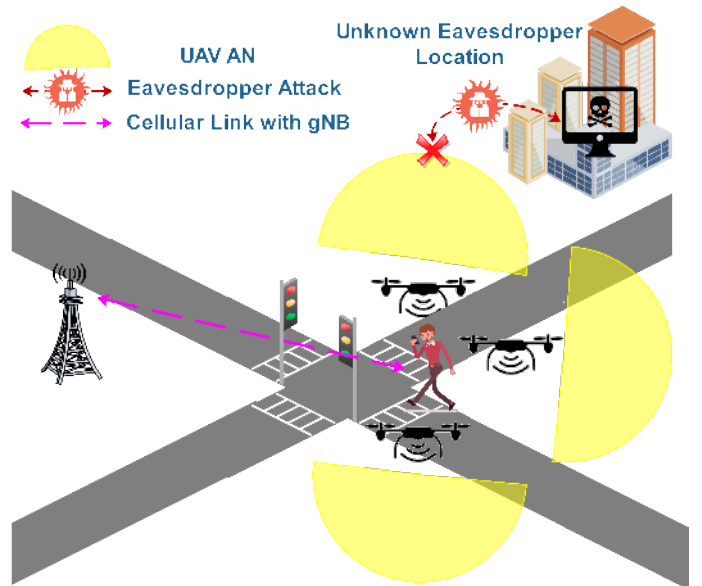 UAV AN
Eavesdropper Attack
Cellular Link with gNB
Unknown Eavesdropper
Location